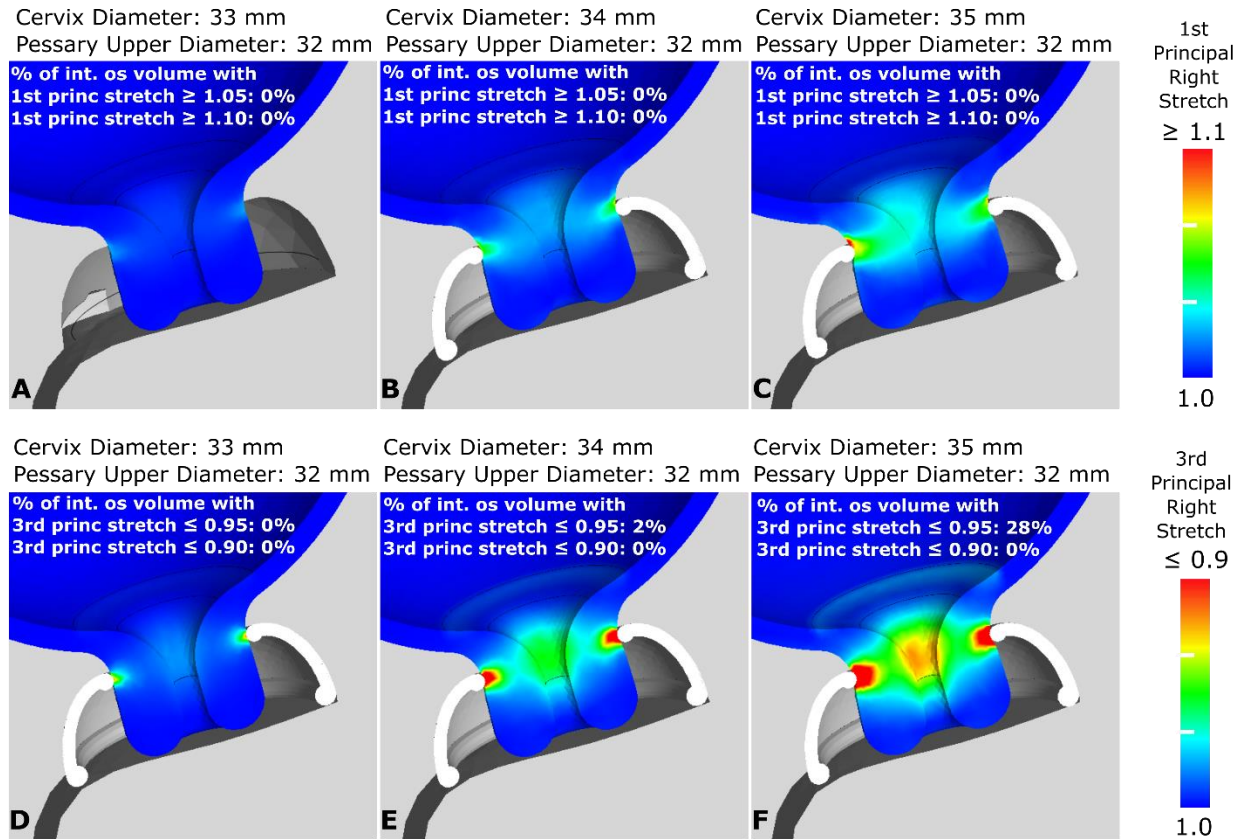 Cervix Diameter: 33 mm
Pessary Upper Diameter: 32 mm
% of int. os volume with
1st princ stretch ≥ 1.05: 0%
1st princ stretch ≥ 1.10: 0%
A
Cervix Diameter: 34 mm
Pessary Upper Diameter: 32 mm
% of int. os volume with
1st princ stretch ≥ 1.05: 0%
1st princ stretch ≥ 1.10: 0%
B
Cervix Diameter: 35 mm
Pessary Upper Diameter: 32 mm
% of int. os volume with
1st princ stretch ≥ 1.05: 0%
1st princ stretch ≥ 1.10: 0%
C
1st
Principal
Right
Stretch
≥ 1.1
1.0
Cervix Diameter: 33 mm
Pessary Upper Diameter: 32 mm
% of int. os volume with
3rd princ stretch ≤ 0.95: 0%
3rd princ stretch ≤ 0.90: 0%
D
Cervix Diameter: 34 mm
Pessary Upper Diameter: 32 mm
% of int. os volume with
3rd princ stretch ≤ 0.95: 2%
3rd princ stretch ≤ 0.90: 0%
E
Cervix Diameter: 35 mm
Pessary Upper Diameter: 32 mm
% of int. os volume with
3rd princ stretch ≤ 0.95: 28%
3rd princ stretch ≤ 0.90: 0%
F
3rd
Principal
Right
Stretch
≤ 0.9
1.0